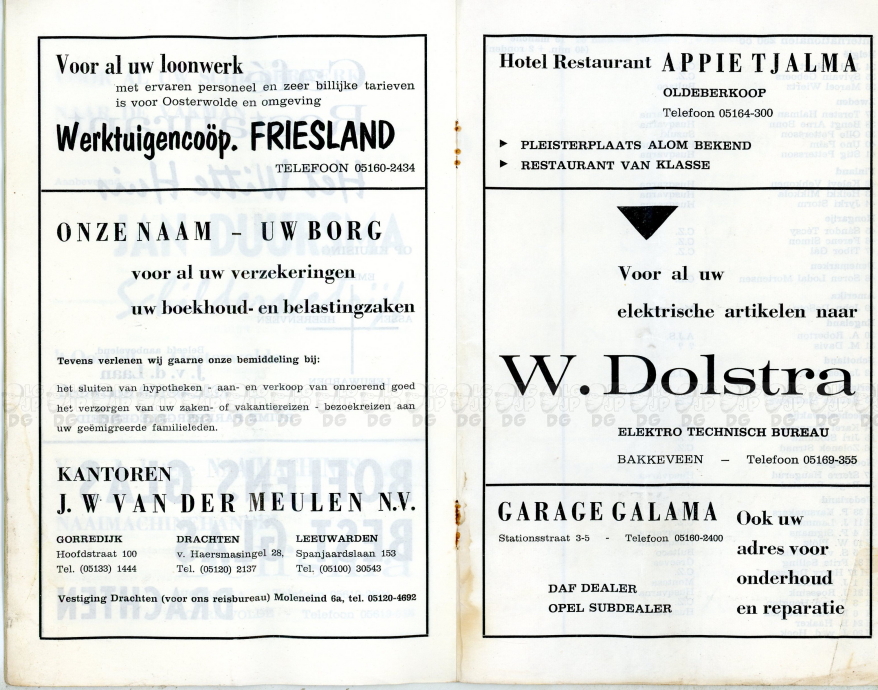 Voor al uw loonwerk
met ervaren personeel en zeer billijke tarieven
is voor Oosterwolde en omgeving
Werktuigencoöp. FRIESLAND
TELEFOON 05160-2434
ONZE NAAM – UW BORG
voor al uw verzekeringen
uw boekhoud- en belastingzaken
Tevens verlenen wij gaarne onze bemiddeling bij:
het sluiten van hypotheken - aan- en verkoop van onroerend goed
het verzorgen van uw zaken- of vakantiereizen - bezoekreizen aan
uw geëmigreerde familieleden.
KANTOREN
J. W VAN DER MEULEN N.V.
GORREDIJK DRACHTEN LEEUWARDEN
Hoofdstraat 100 v. Haersmasingel 28, Spanjaardslaan 153
Tel. (05133) 1444 Tel. (05120) 2137 Tel. (05100) 30543
Vestiging Drachten (voor ons reisbureau) Moleneind 6a, tel. 05120-4692
Hotel Restaurant APPIE TJALMA
OLDEBERKOOP
Telefoon 05164-300
► PLEISTERPLAATS ALOM BEKEND
► RESTAURANT VAN KLASSE
Voor al uw
elektrische artikelen naar
W. Dolstra
ELEKTRO TECHNISCH BUREAU
BAKKEVEEN – Telefoon 05169-355
GARAGE GALAMA
Stationsstraat 3-5 - Telefoon 05160-2400
DAF DEALER
OPEL SUBDEALER
Ook uw
adres voor
onderhoud
en reparatie